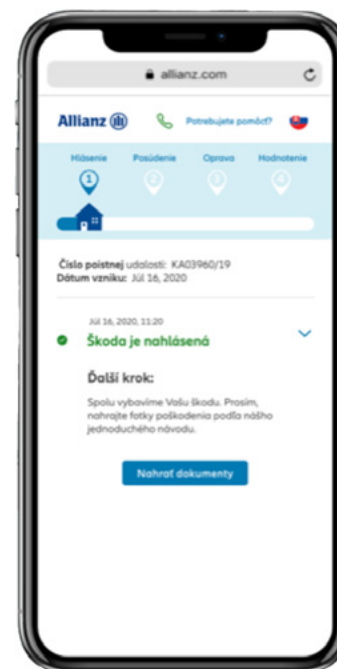 allianz.com
Allianz
Potrebujete pomôcť?
Hlásenie Posúdenie Oprava Hodnotenie
1 2 3 4
Číslo poistnej udalosti: KA03960/19
Dátum vzniku: Júl 16, 2020
Júl 16, 2020, 11:20
Škoda je nahlásená
Ďalší krok:
Spolu vybavíme Vašu škodu. Prosím,
nahrajte fotky poškodenia podľa nášho
jednoduchého návodu.
Nahrať dokumenty